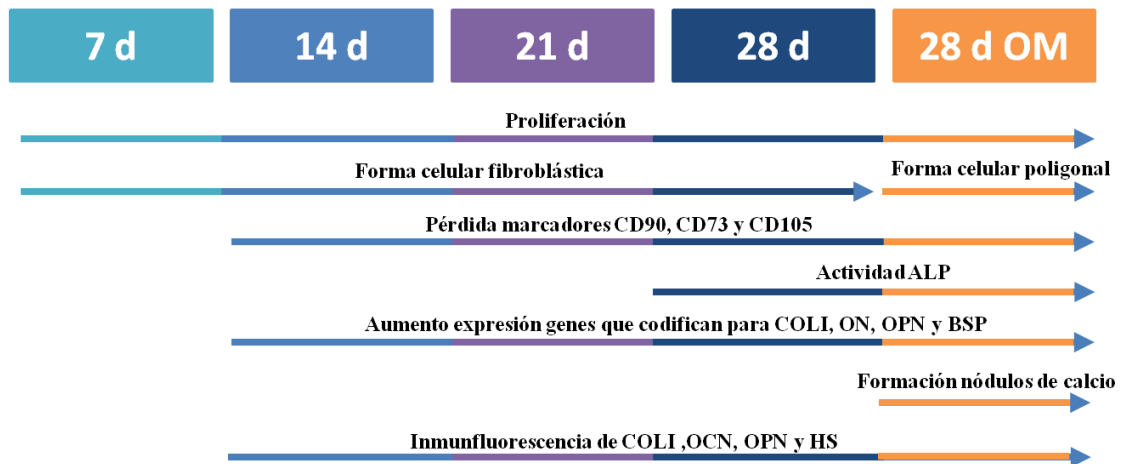 7 d 14 d 21 d 28 d 28 d OM
Proliferación
Forma celular fibroblástica Forma celular poligonal
Pérdida marcadores CD90, CD73 y CD105
Actividad ALP
Aumento expresión genes que codifican para COLI, ON, OPN y BSP
Formación nódulos de calcio
Inmunfluorescencia de COLI ,OCN, OPN y HS